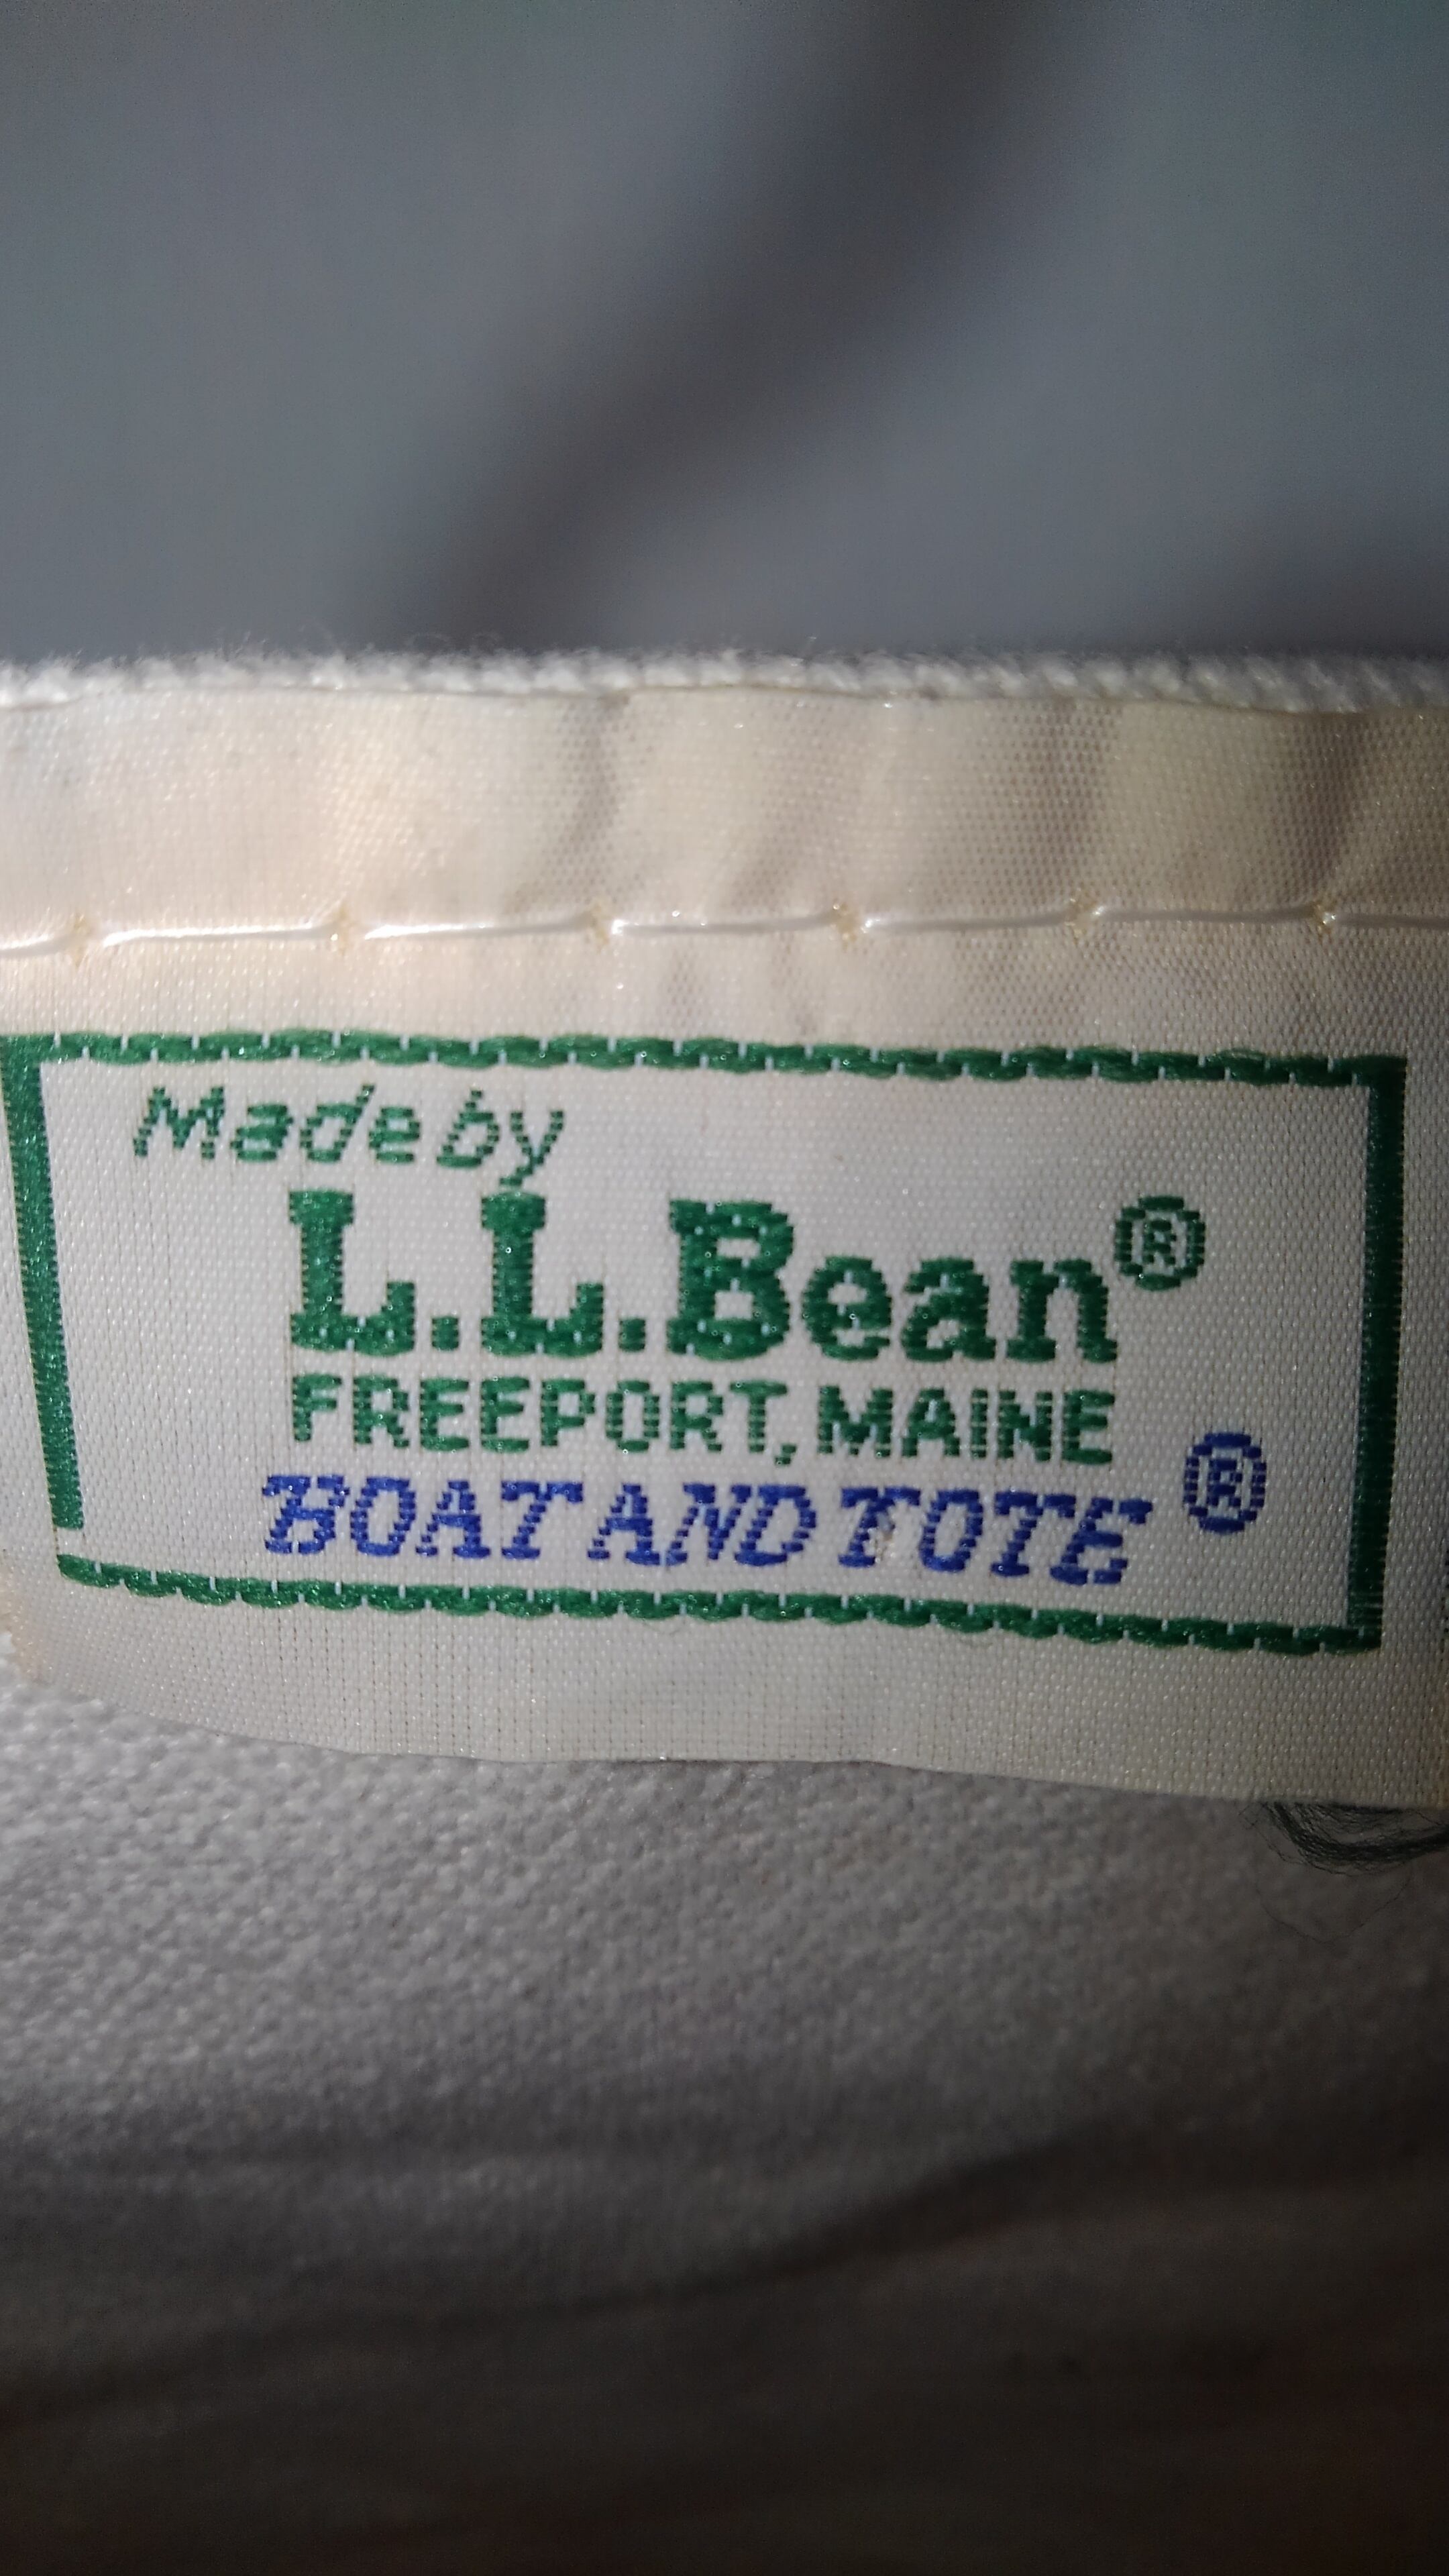 Made by
L.L.Bean®
FREEPORT, MAINE
BOAT AND TOTE ®